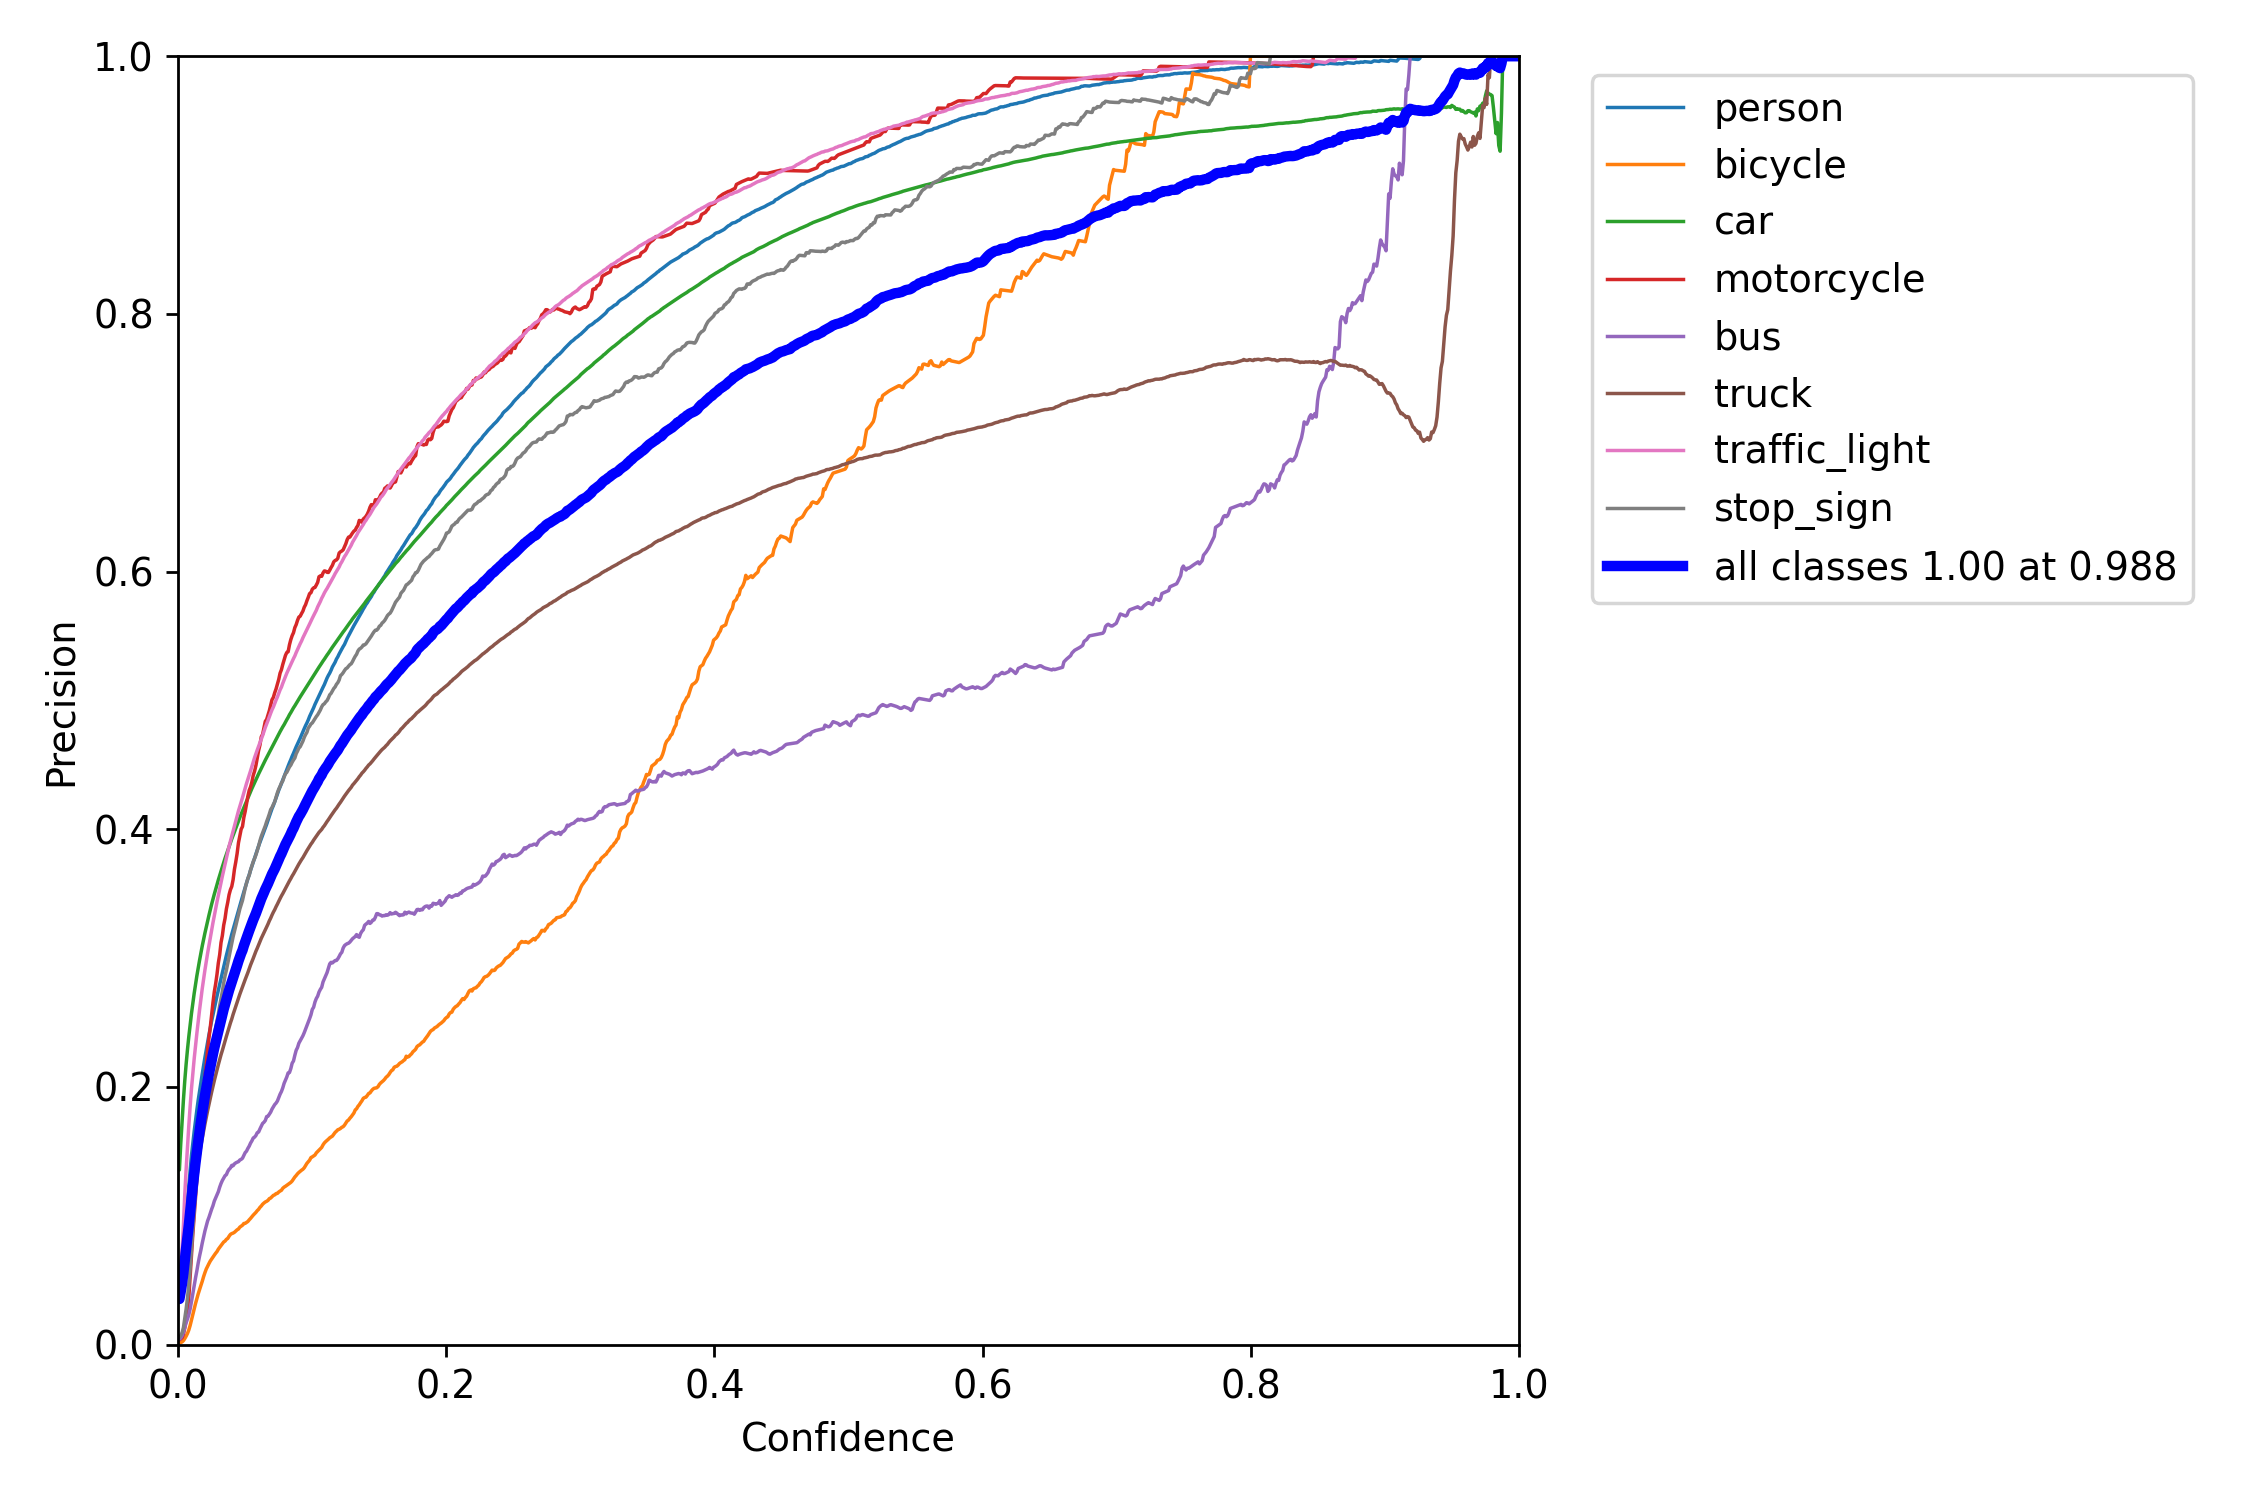 1.0
0.8
0.6
0.4
0.2
0.0
0.0 0.2 0.4 0.6 0.8 1.0
Precision
Confidence
person
bicycle
car
motorcycle
bus
truck
traffic_light
stop_sign
all classes 1.00 at 0.988